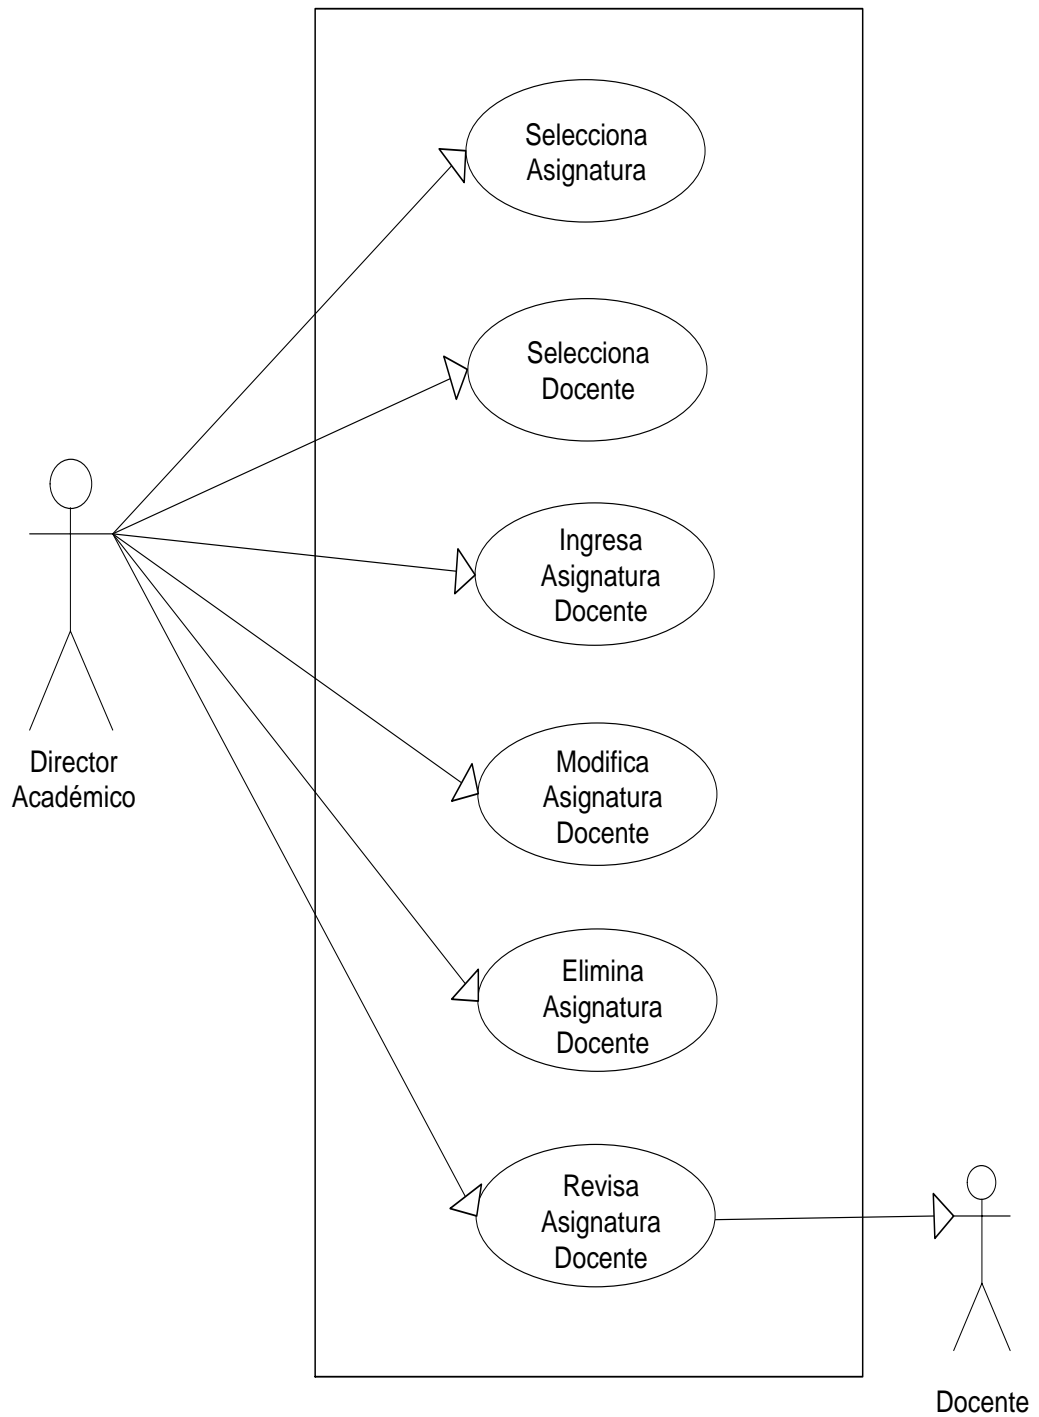 Selecciona
Asignatura
Selecciona
Docente
Ingresa
Asignatura
Docente
Director
Académico
Modifica
Asignatura
Docente
Elimina
Asignatura
Docente
Revisa
Asignatura
Docente
Docente